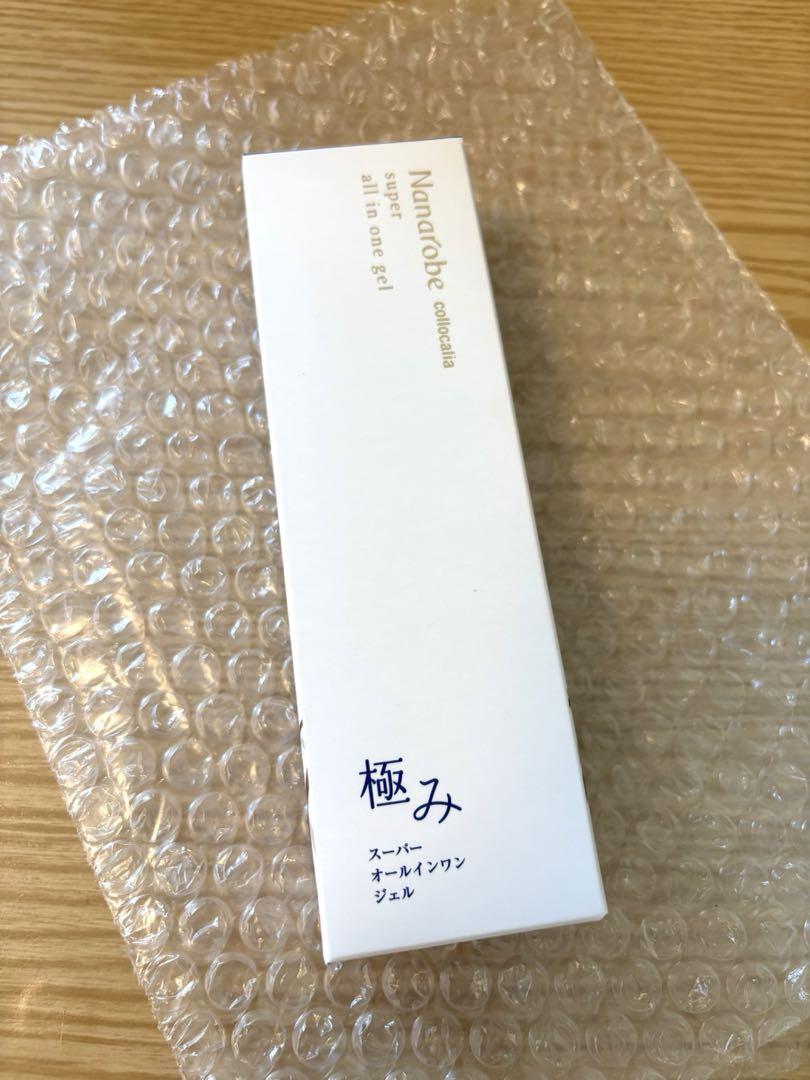 Nanarobe collocalia
super
all in one gel
極み
スーパー
オールインワン
ジェル